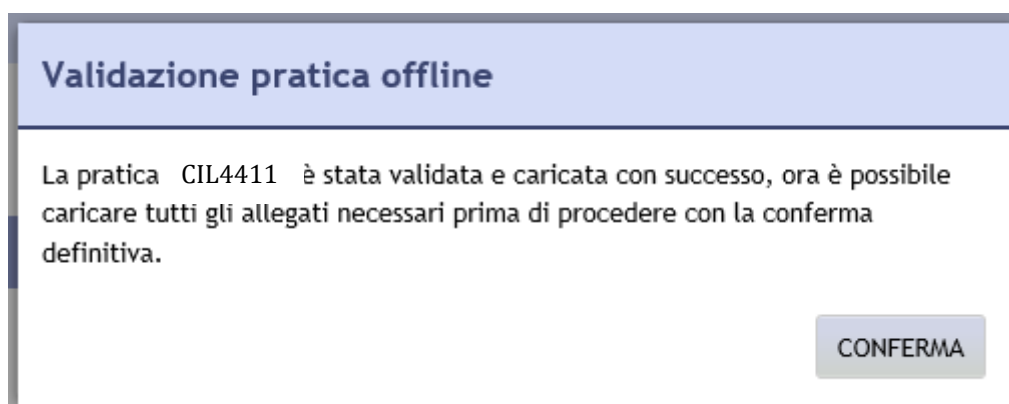 Validazione pratica offline
La pratica CIL4411 è stata validata e caricata con successo, ora è possibile
caricare tutti gli allegati necessari prima di procedere con la conferma
definitiva.
CONFERMA